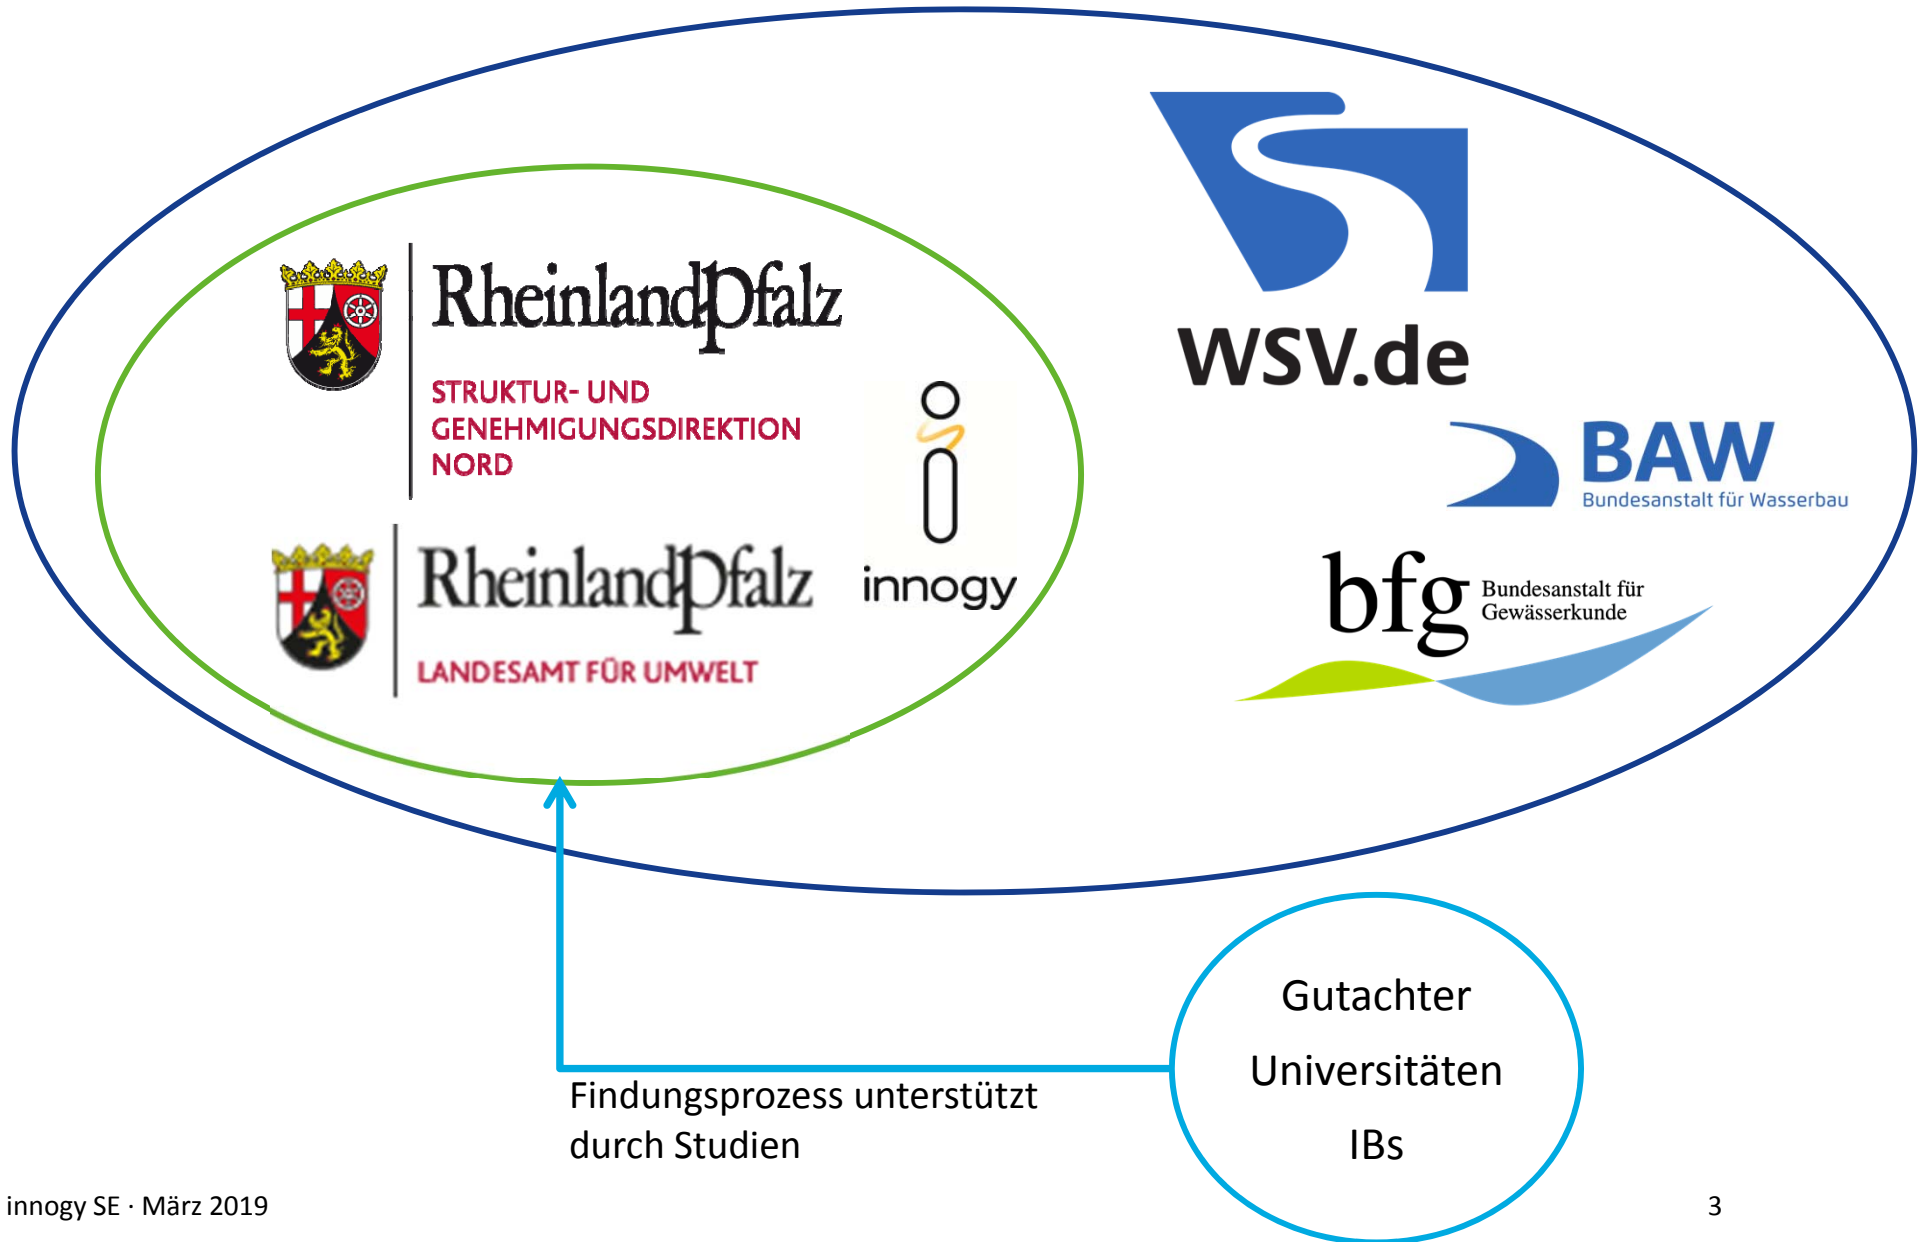 RheinlandPfalz
STRUKTUR- UND
GENEHMIGUNGSDIREKTION
NORD
RheinlandPfalz
LANDESAMT FÜR UMWELT
innogy
WSV.de
BAW
Bundesanstalt für Wasserbau
bfg
Bundesanstalt für
Gewässerkunde
Findungsprozess unterstützt
durch Studien
Gutachter
Universitäten
IBs
innogy SE · März 2019
3